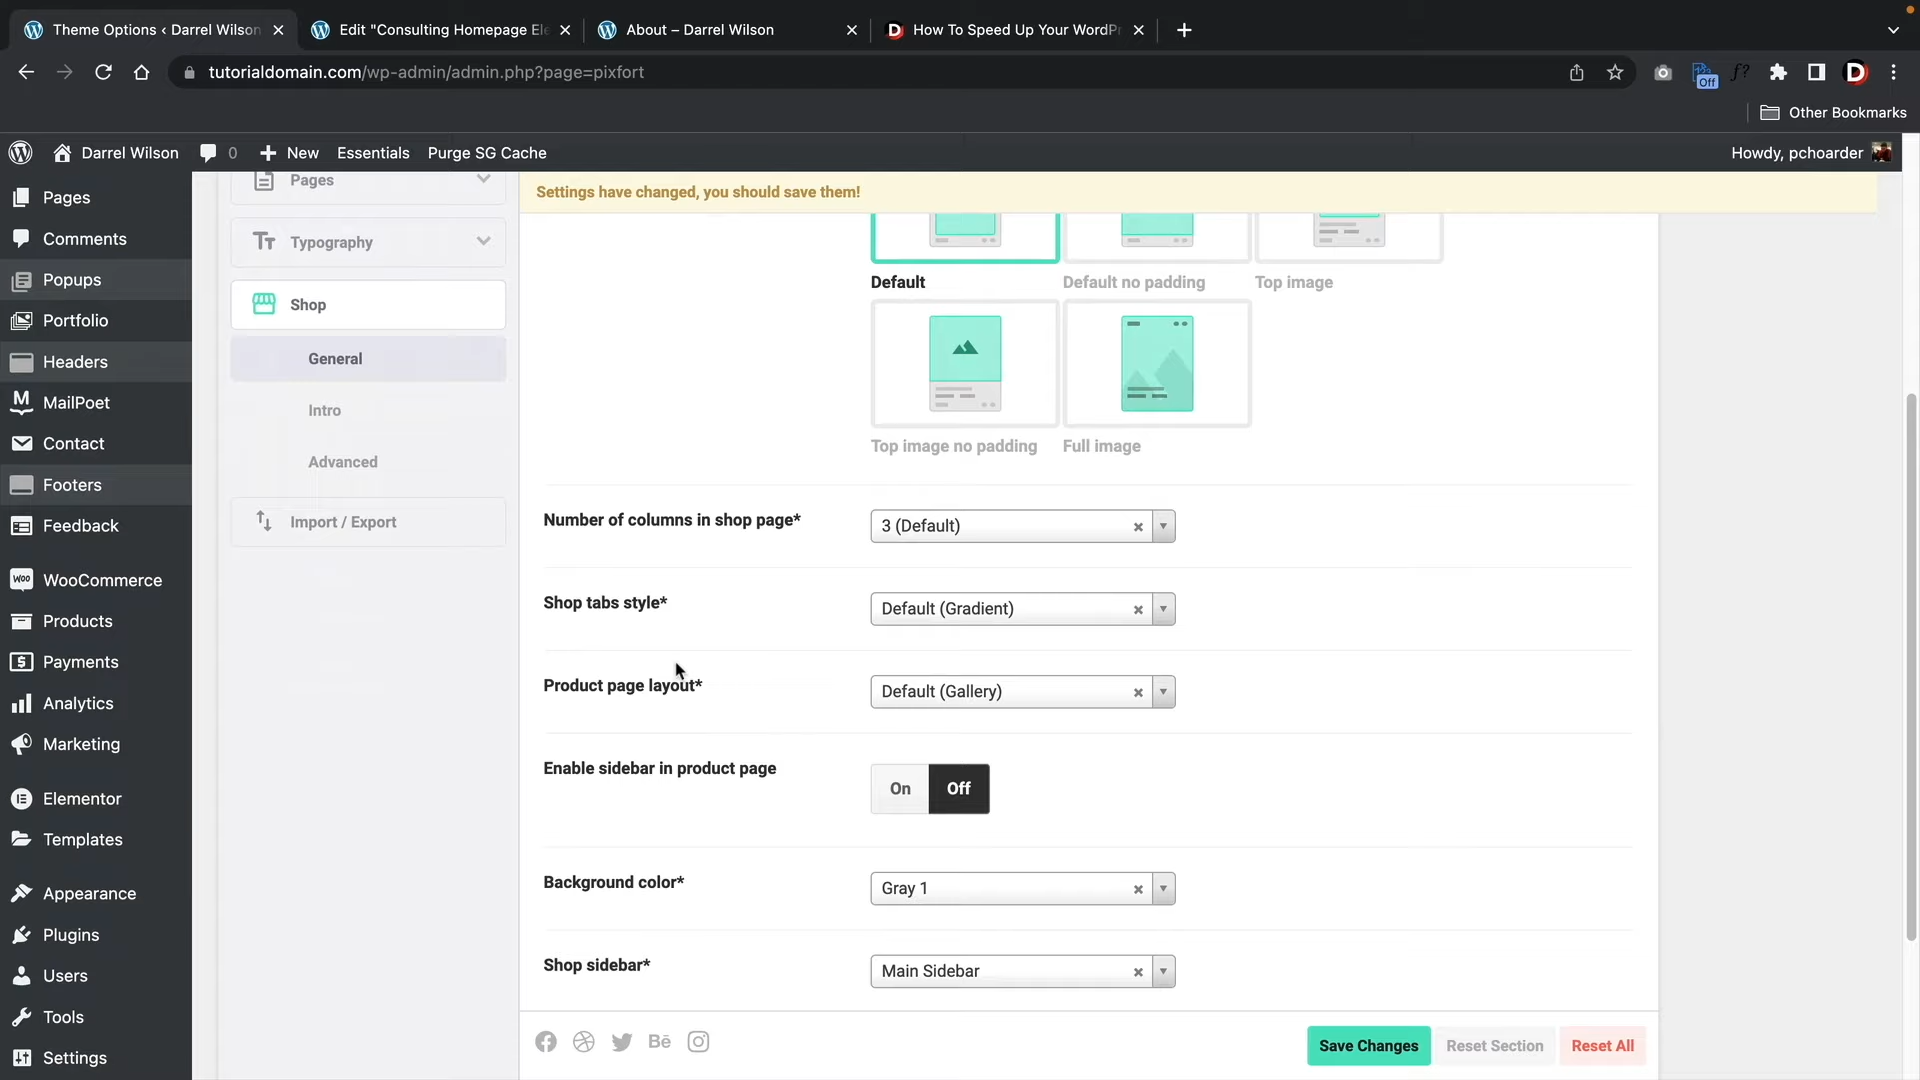 Theme Options ‹ Darrel Wilson
Edit "Consulting Homepage Ele
About – Darrel Wilson
How To Speed Up Your WordPr
tutorialdomain.com/wp-admin/admin.php?page=pixfort
Off
Other Bookmarks
Darrel Wilson
0
New
Essentials
Purge SG Cache
Howdy, pchoarder
Pages
Comments
Popups
Portfolio
Headers
MailPoet
Contact
Footers
Feedback
WooCommerce
Products
Payments
Analytics
Marketing
Elementor
Templates
Appearance
Plugins
Users
Tools
Settings
Pages
Typography
Shop
General
Intro
Advanced
Import / Export
Settings have changed, you should save them!
Default
Default no padding
Top image
Top image no padding
Full image
Number of columns in shop page*
3 (Default)
Shop tabs style*
Default (Gradient)
Product page layout*
Default (Gallery)
Enable sidebar in product page
On
Off
Background color*
Gray 1
Shop sidebar*
Main Sidebar
Save Changes
Reset Section
Reset All